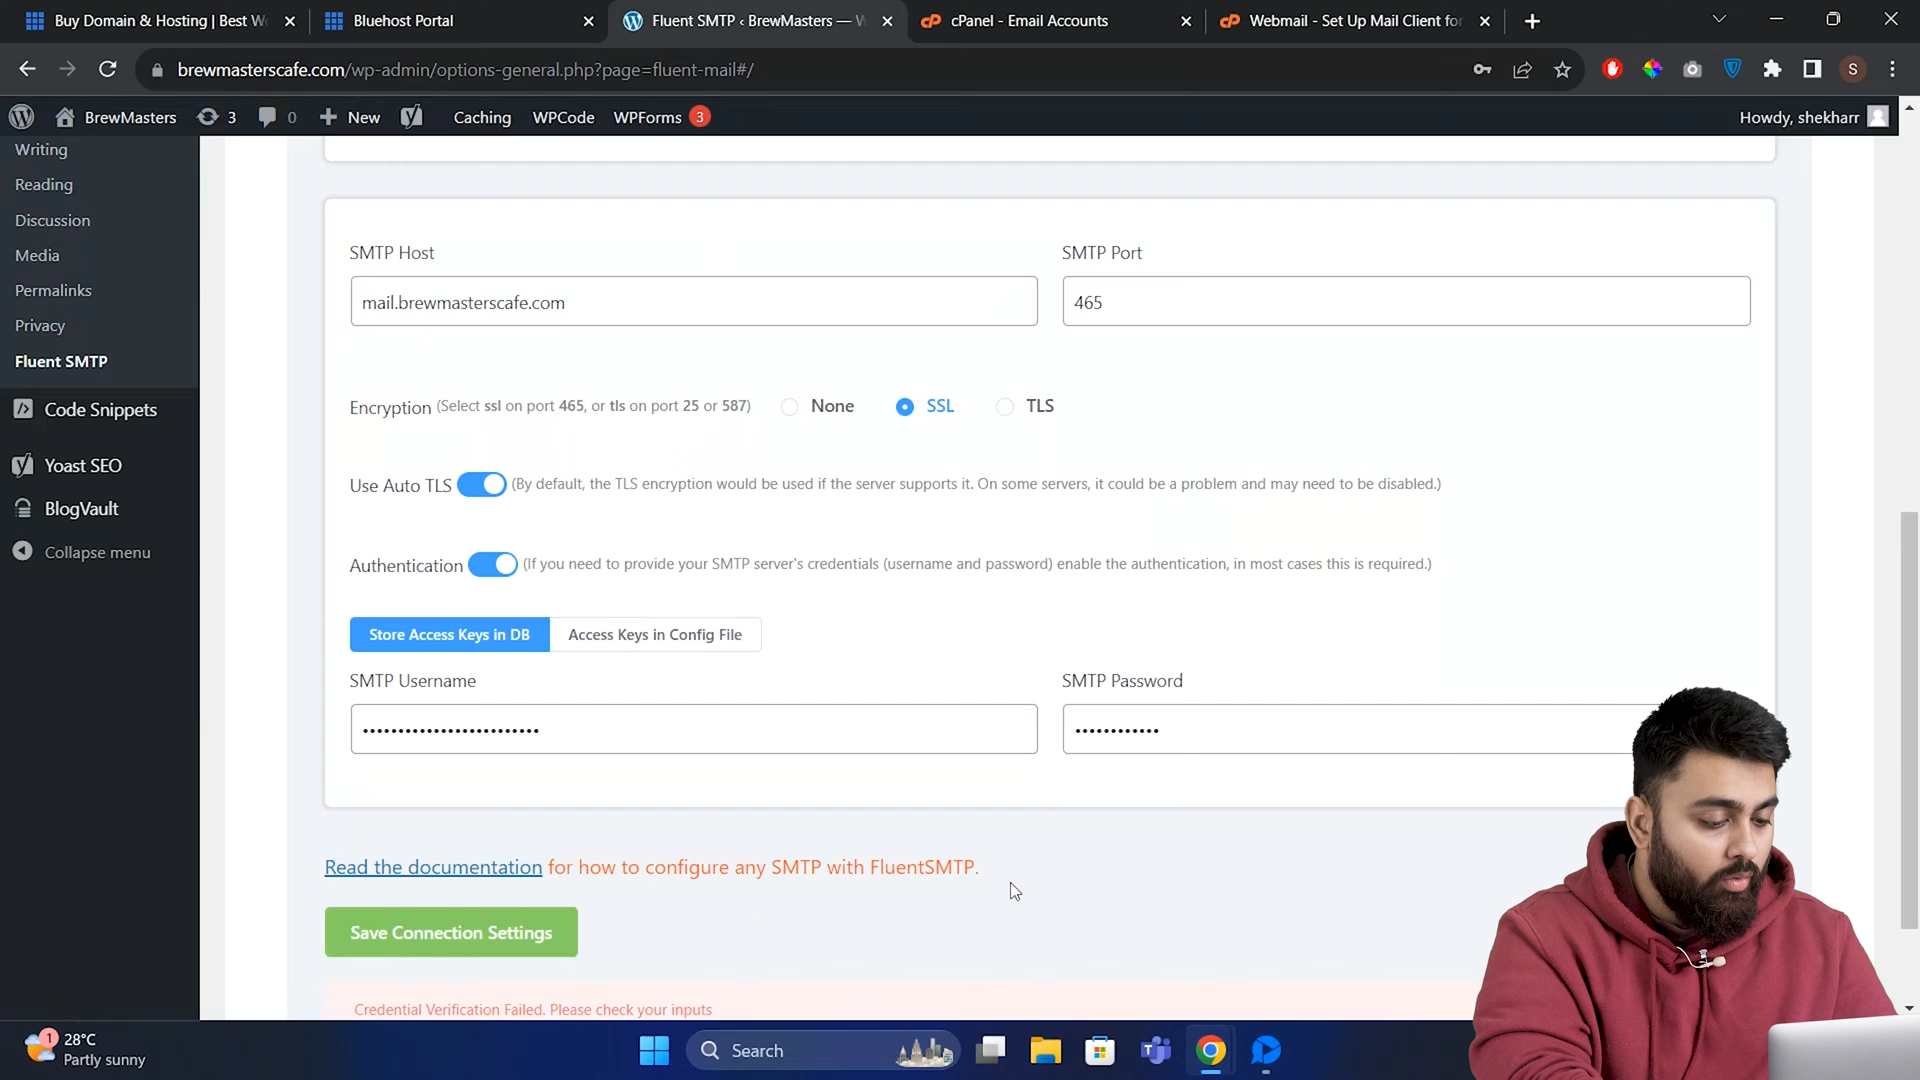 Buy Domain & Hosting | Best W
Bluehost Portal
Fluent SMTP ‹ BrewMasters — W
cPanel - Email Accounts
Webmail - Set Up Mail Client for
brewmasterscafe.com/wp-admin/options-general.php?page=fluent-mail#/
S
BrewMasters
3
0
New
Caching
WPCode
WPForms 3
Howdy, shekharr
Writing
Reading
Discussion
Media
Permalinks
Privacy
Fluent SMTP
Code Snippets
Yoast SEO
BlogVault
Collapse menu
SMTP Host
SMTP Port
mail.brewmasterscafe.com
465
Encryption (Select ssl on port 465, or tls on port 25 or 587)
None
SSL
TLS
Use Auto TLS
(By default, the TLS encryption would be used if the server supports it. On some servers, it could be a problem and may need to be disabled.)
Authentication
(If you need to provide your SMTP server's credentials (username and password) enable the authentication, in most cases this is required.)
Store Access Keys in DB
Access Keys in Config File
SMTP Username
SMTP Password
Read the documentation for how to configure any SMTP with FluentSMTP.
Save Connection Settings
Credential Verification Failed. Please check your inputs
1
28°C
Partly sunny
Search